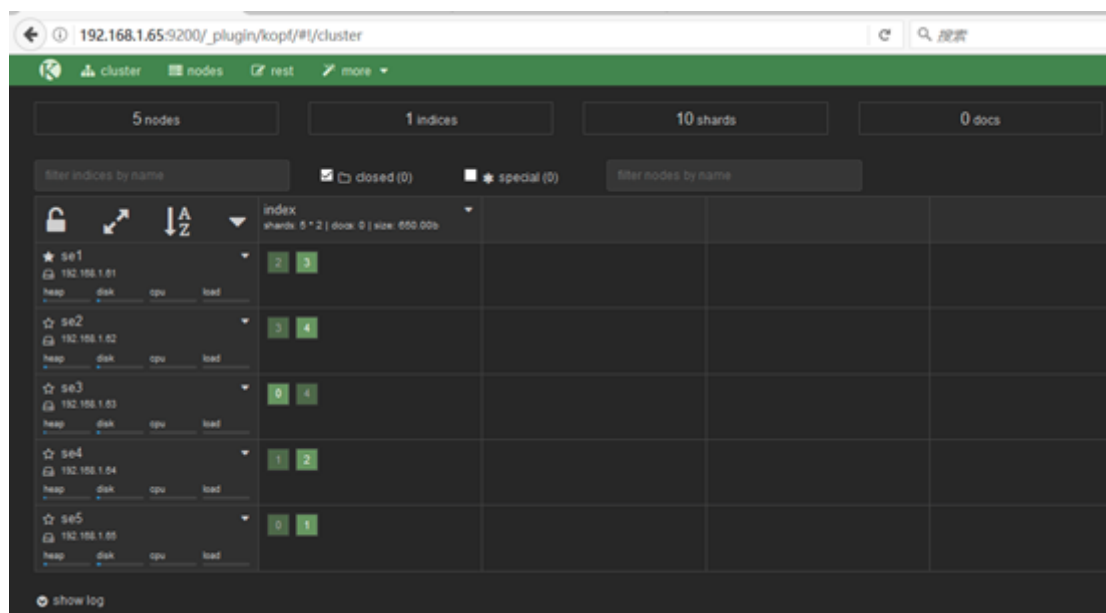 192.168.1.65:9200/_plugin/kopf/#!/cluster
搜索
cluster nodes rest more
5 nodes 1 indices 10 shards 0 docs
filter indices by name closed (0) special (0) filter nodes by name
A
Z
index
shards: 5 * 2 | docs: 0 | size: 650.00b
se1
192.168.1.61
2 3
heap disk cpu load
se2
192.168.1.62
3 4
heap disk cpu load
se3
192.168.1.63
0 4
heap disk cpu load
se4
192.168.1.64
1 2
heap disk cpu load
se5
192.168.1.65
0 1
heap disk cpu load
show log